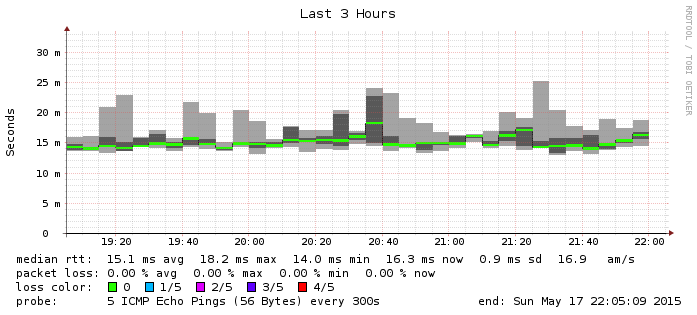 Last 3 Hours
RRDTOOL / TOBI OETIKER
Seconds
30 m
25 m
20 m
15 m
10 m
5 m
0
19:20 19:40 20:00 20:20 20:40 21:00 21:20 21:40 22:00
median rtt: 15.1 ms avg 18.2 ms max 14.0 ms min 16.3 ms now 0.9 ms sd 16.9 am/s
packet loss: 0.00 % avg 0.00 % max 0.00 % min 0.00 % now
loss color: 0 1/5 2/5 3/5 4/5
probe: 5 ICMP Echo Pings (56 Bytes) every 300s end: Sun May 17 22:05:09 2015